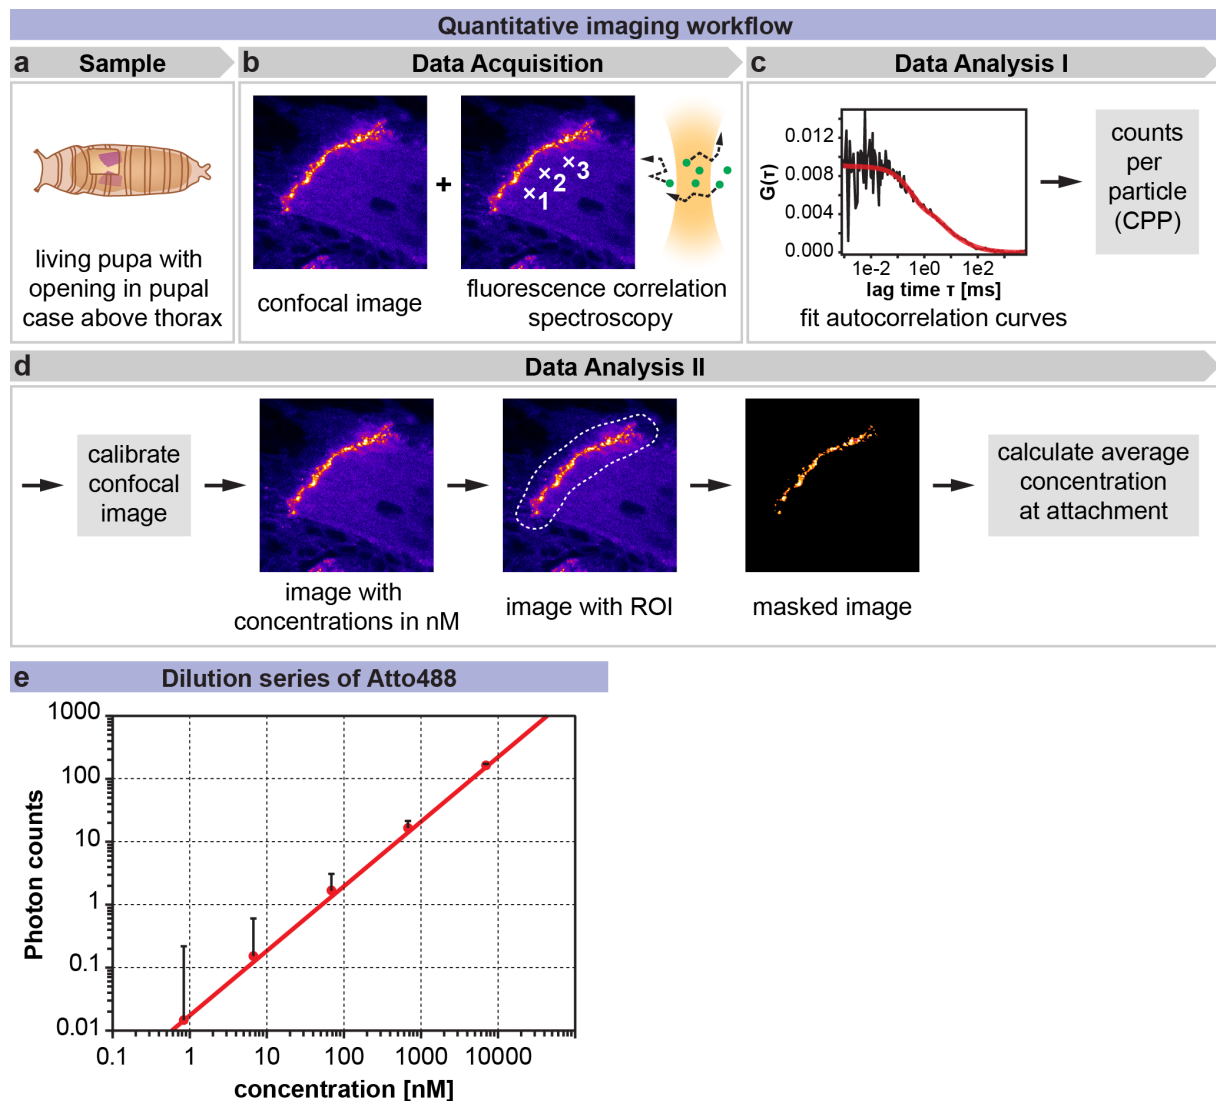 Quantitative imaging workflow
a Sample
living pupa with
opening in pupal
case above thorax
b Data Acquisition
+
×1
×2
×3
confocal image
fluorescence correlation
spectroscopy
c Data Analysis I
G(τ)
0.012
0.008
0.004
0.000
1e-2 1e0 1e2
lag time τ [ms]
fit autocorrelation curves
counts
per
particle
(CPP)
d Data Analysis II
calibrate
confocal
image
image with
concentrations in nM
image with ROI
masked image
calculate average
concentration
at attachment
e Dilution series of Atto488
Photon counts
1000
100
10
1
0.1
0.01
0.1 1 10 100 1000 10000
concentration [nM]